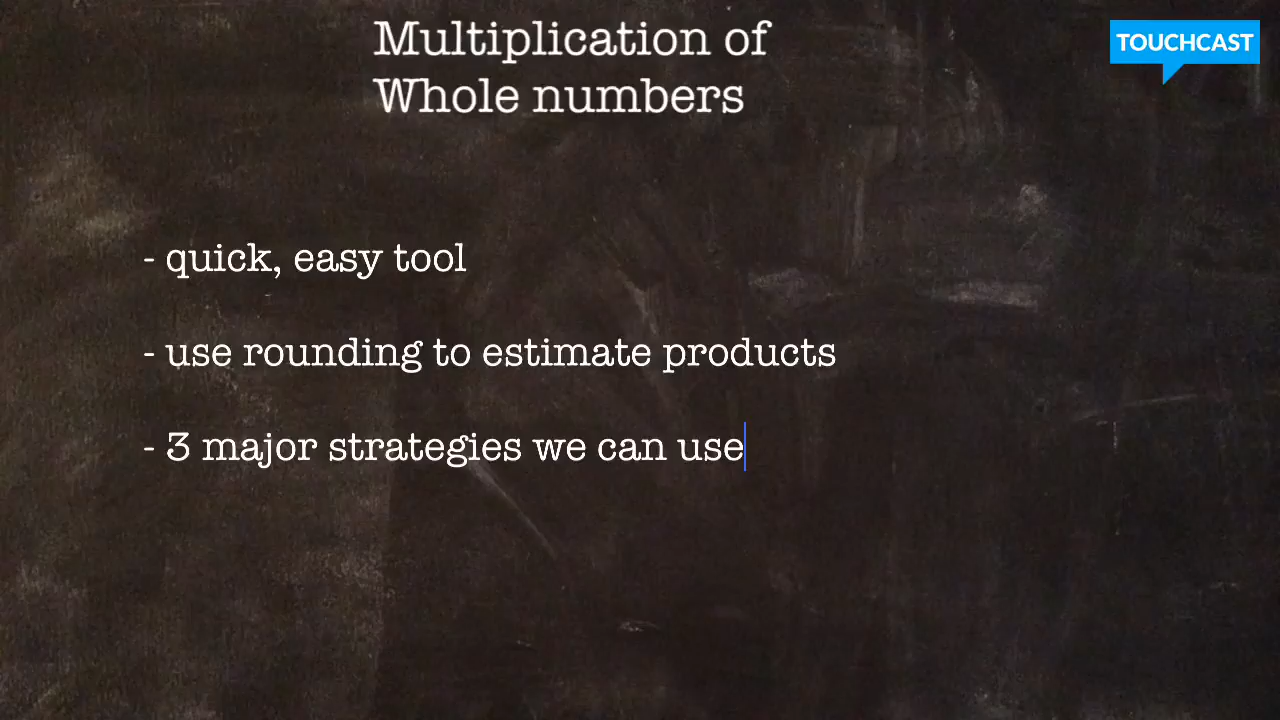 Multiplication of
Whole numbers
TOUCHCAST
- quick, easy tool
- use rounding to estimate products
- 3 major strategies we can use